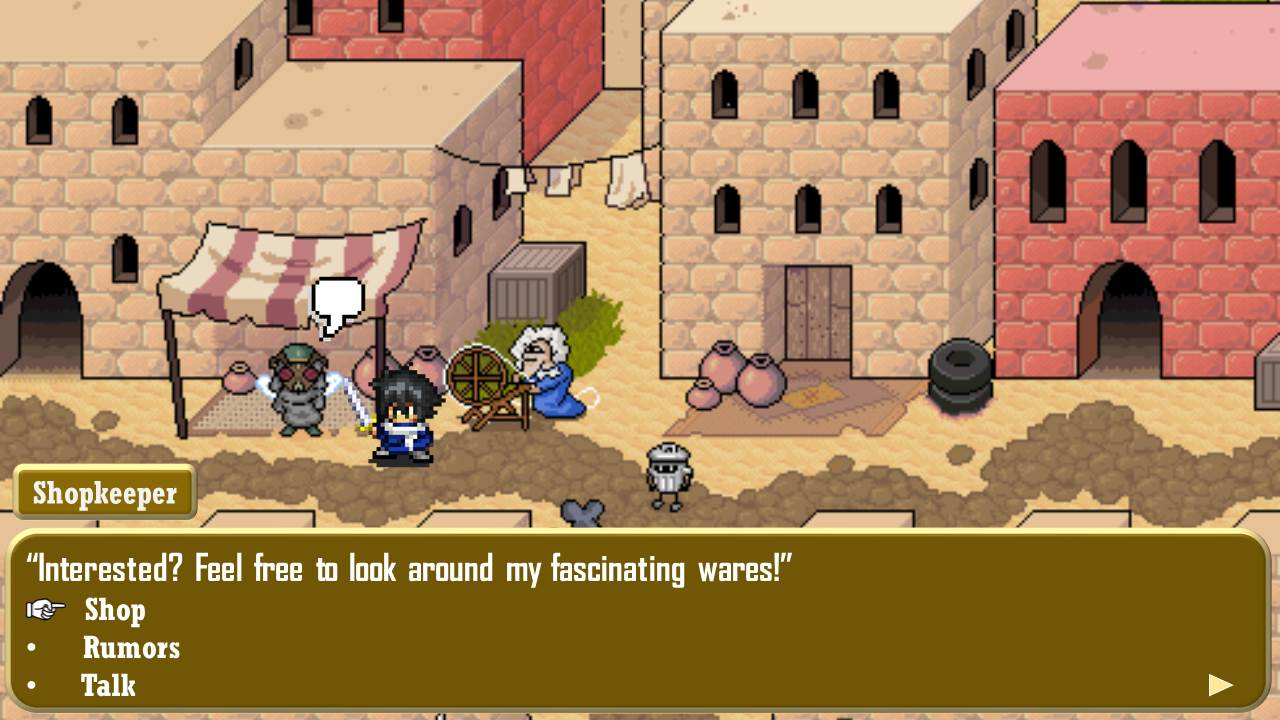 Shopkeeper
“Interested? Feel free to look around my fascinating wares!”
Shop
• Rumors
• Talk